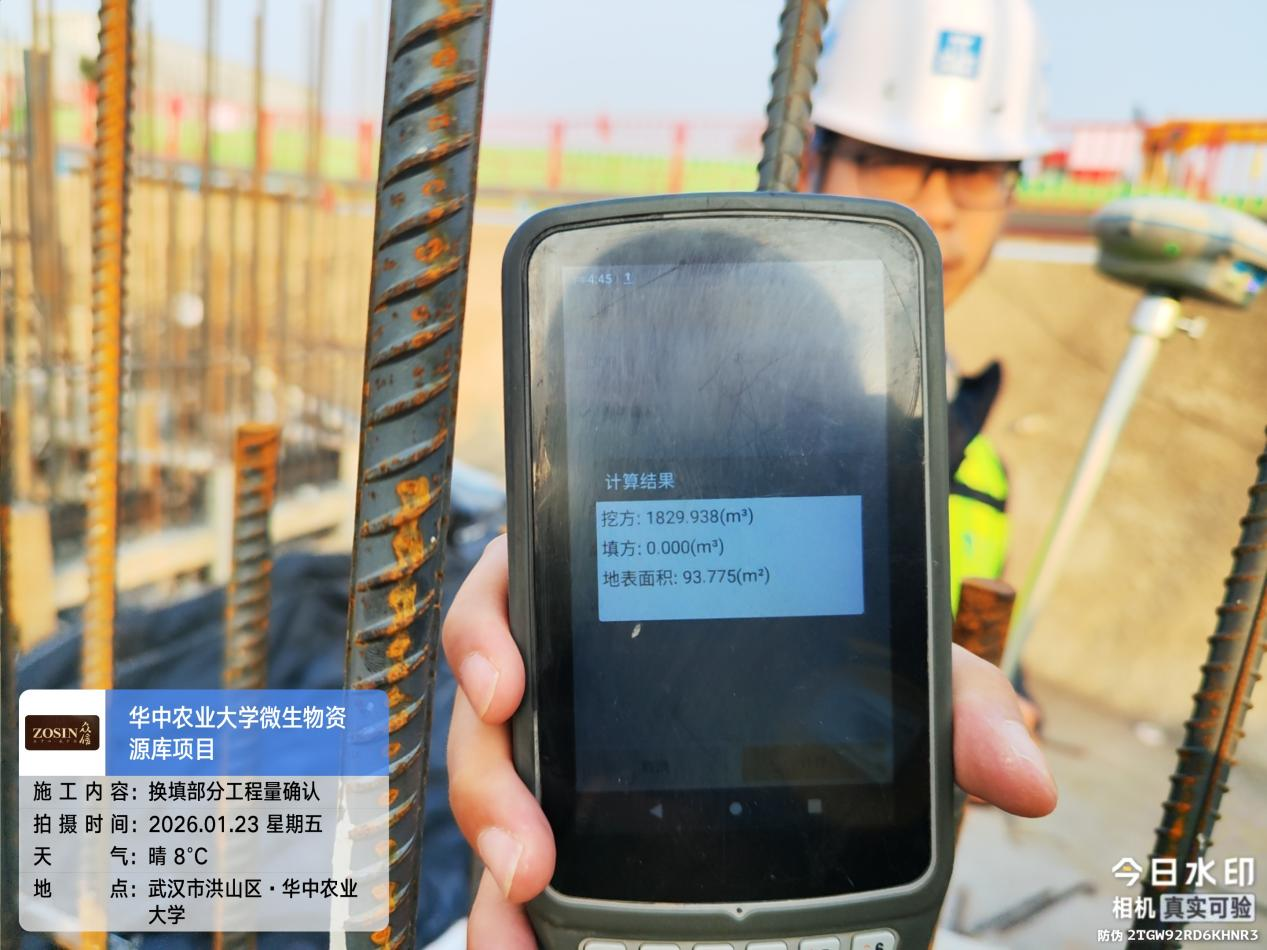 4:45
计算结果
挖方: 1829.938(m³)
填方: 0.000(m³)
地表面积: 93.775(m²)
ZOSIN 众信
华中农业大学微生物资
源库项目
施工内容: 换填部分工程量确认
拍摄时间: 2026.01.23 星期五
天气: 晴 8°C
地点: 武汉市洪山区·华中农业
大学
今日水印
相机 真实可验
防伪 2TGW92RD6KHNR3